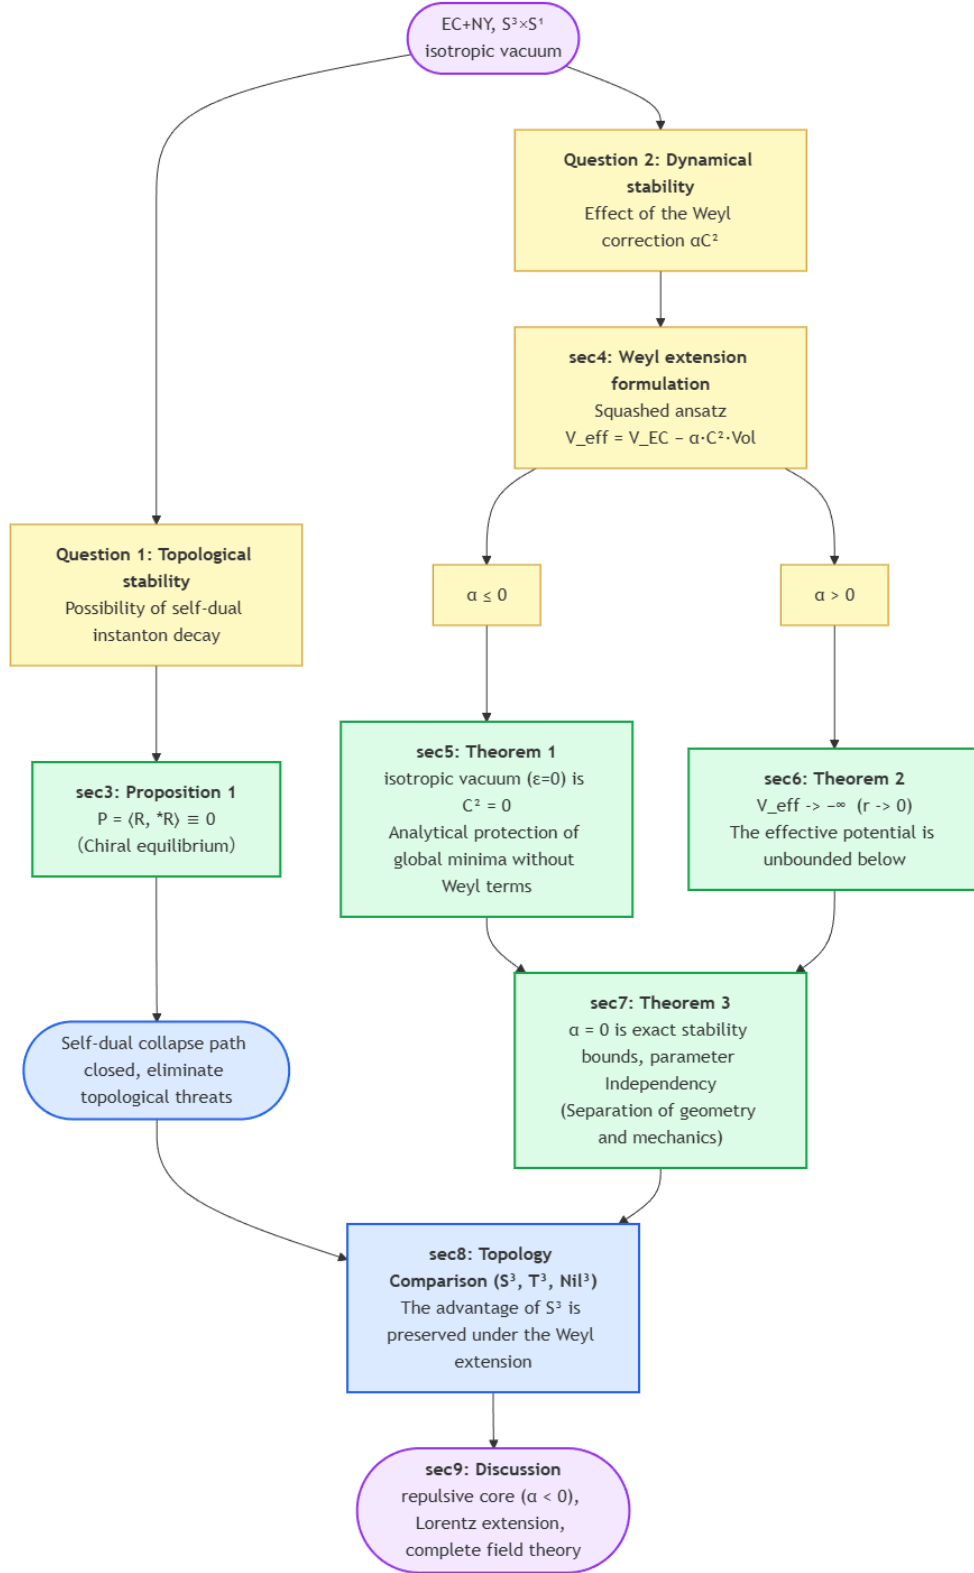 EC+NY, S³×S¹
isotropic vacuum
Question 2: Dynamical
stability
Effect of the Weyl
correction αC²
sec4: Weyl extension
formulation
Squashed ansatz
V_eff = V_EC − α·C²·Vol
Question 1: Topological
stability
Possibility of self-dual
instanton decay
α ≤ 0
α > 0
sec3: Proposition 1
P = ⟨R, *R⟩ ≡ 0
（Chiral equilibrium）
sec5: Theorem 1
isotropic vacuum (ε=0) is
C² = 0
Analytical protection of
global minima without
Weyl terms
sec6: Theorem 2
V_eff -> −∞ (r -> 0)
The effective potential is
unbounded below
Self-dual collapse path
closed, eliminate
topological threats
sec7: Theorem 3
α = 0 is exact stability
bounds, parameter
Independency
(Separation of geometry
and mechanics)
sec8: Topology
Comparison (S³, T³, Nil³)
The advantage of S³ is
preserved under the Weyl
extension
sec9: Discussion
repulsive core (α < 0),
Lorentz extension,
complete field theory